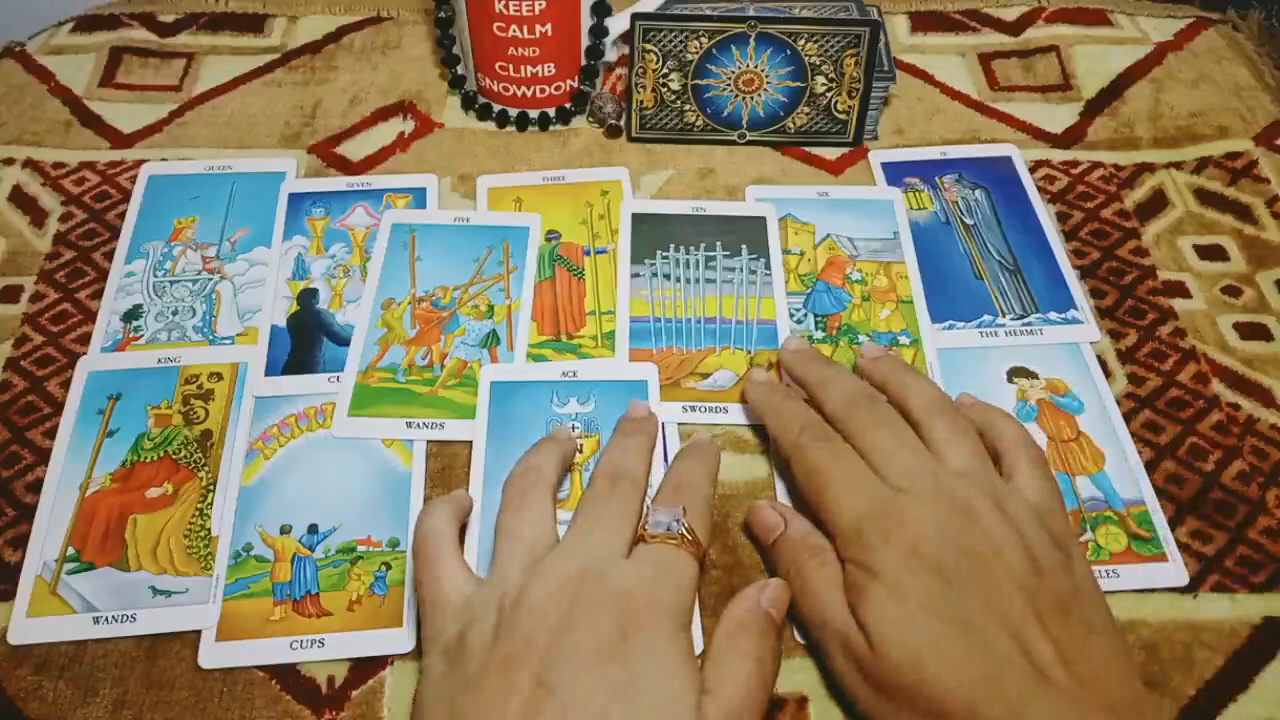 KEEP
CALM
AND
CLIMB
SNOWDON
QUEEN
SEVEN
THREE
SIX
FIVE
TEN
THE HERMIT
KING
ACE
SWORDS
WANDS
WANDS
CUPS